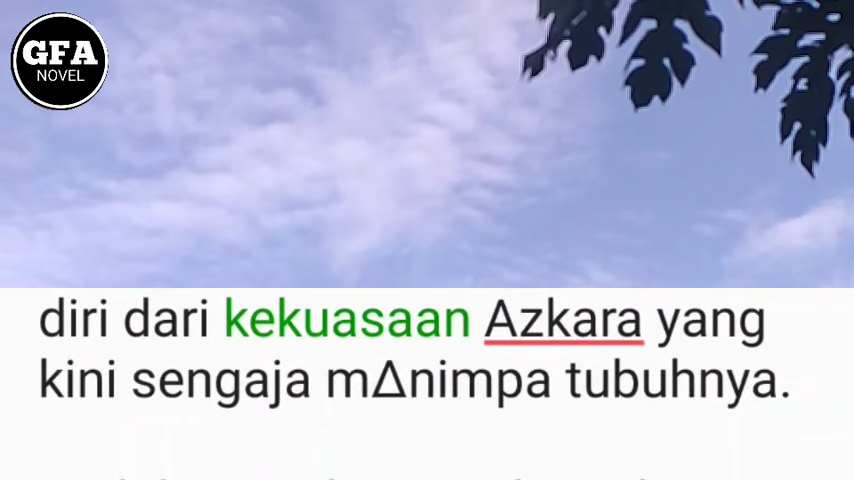 GFA
NOVEL
diri dari kekuasaan Azkara yang
kini sengaja mΔnimpa tubuhnya.